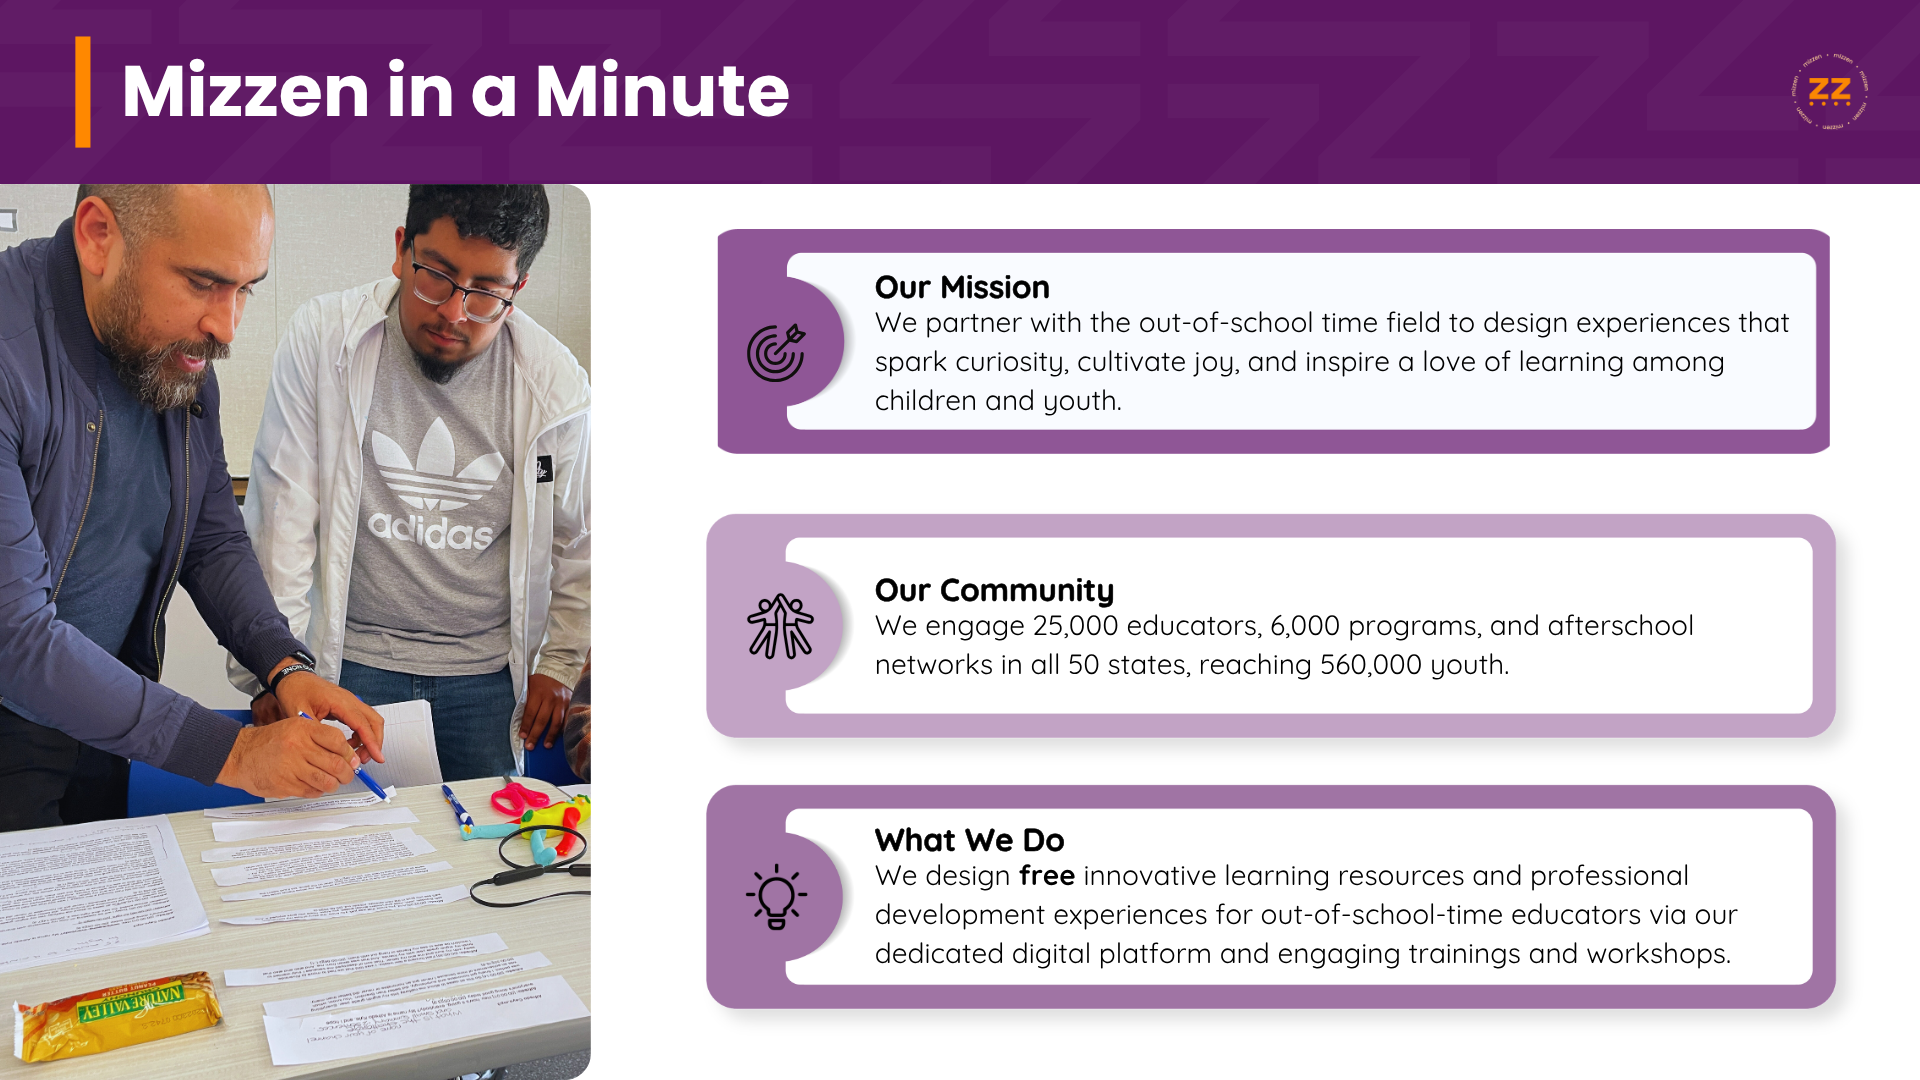 Mizzen in a Minute
zz
Our Mission
We partner with the out-of-school time field to design experiences that
spark curiosity, cultivate joy, and inspire a love of learning among
children and youth.
adidas
Our Community
We engage 25,000 educators, 6,000 programs, and afterschool
networks in all 50 states, reaching 560,000 youth.
What We Do
We design free innovative learning resources and professional
development experiences for out-of-school-time educators via our
dedicated digital platform and engaging trainings and workshops.
NATURE VALLEY
PEANUT BUTTER